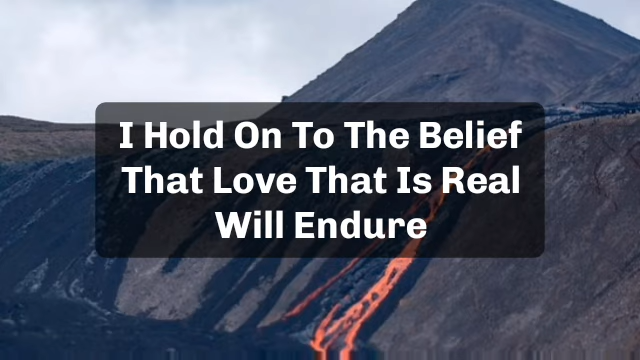 I Hold On To The Belief
That Love That Is Real
Will Endure